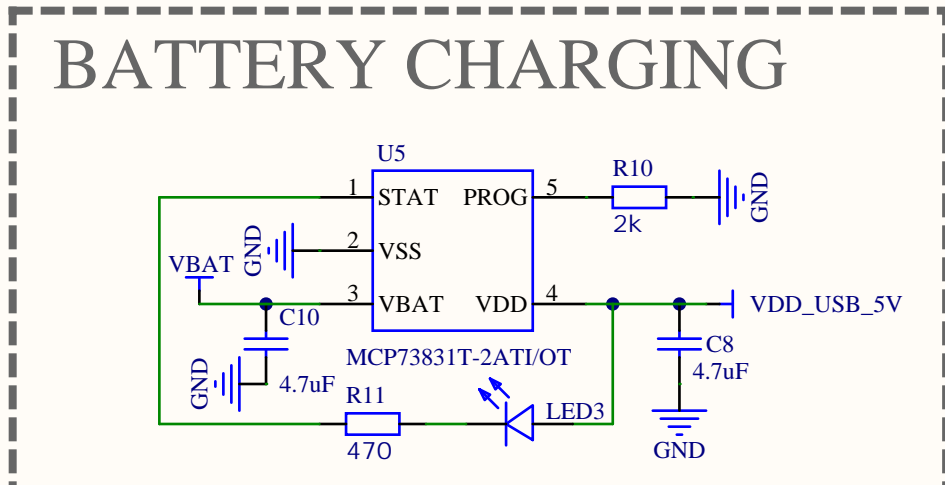 BATTERY CHARGING
U5
R10
1
STAT
PROG
5
GND
2k
GND
2
VSS
VBAT
3
VBAT
VDD
4
VDD_USB_5V
C10
C8
GND
4.7uF
MCP73831T-2ATI/OT
4.7uF
R11
LED3
470
GND